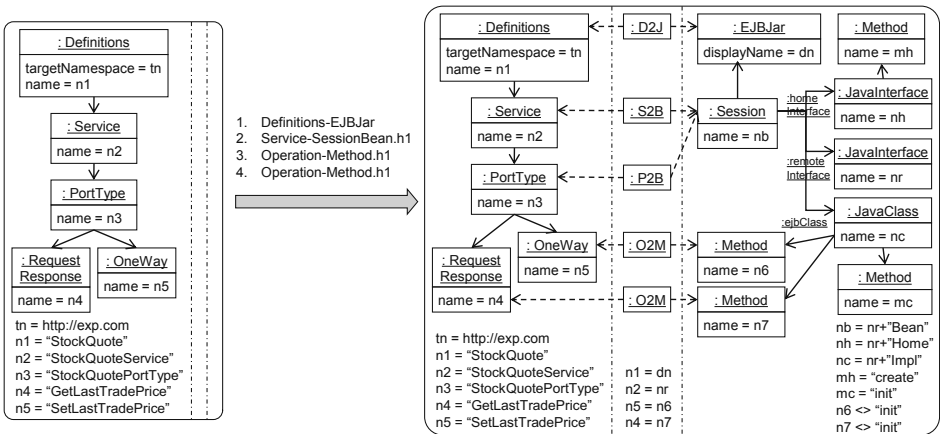 : Definitions
targetNamespace = tn
name = n1
: Service
name = n2
: PortType
name = n3
: Request
Response
name = n4
: OneWay
name = n5
tn = http://exp.com
n1 = “StockQuote”
n2 = “StockQuoteService”
n3 = “StockQuotePortType”
n4 = “GetLastTradePrice”
n5 = “SetLastTradePrice”
1. Definitions-EJBJar
2. Service-SessionBean.h1
3. Operation-Method.h1
4. Operation-Method.h1
: Definitions
targetNamespace = tn
name = n1
: Service
name = n2
: PortType
name = n3
: Request
Response
name = n4
: OneWay
name = n5
tn = http://exp.com
n1 = “StockQuote”
n2 = “StockQuoteService”
n3 = “StockQuotePortType”
n4 = “GetLastTradePrice”
n5 = “SetLastTradePrice”
: D2J
: S2B
: P2B
: O2M
: O2M
n1 = dn
n2 = nr
n5 = n6
n4 = n7
: EJBJar
displayName = dn
: Session
name = nb
: Method
name = n6
: Method
name = n7
:home
Interface
:remote
Interface
:ejbClass
: Method
name = mh
: JavaInterface
name = nh
: JavaInterface
name = nr
: JavaClass
name = nc
: Method
name = mc
nb = nr+”Bean”
nh = nr+”Home”
nc = nr+”Impl”
mh = “create”
mc = “init”
n6 <> “init”
n7 <> “init”